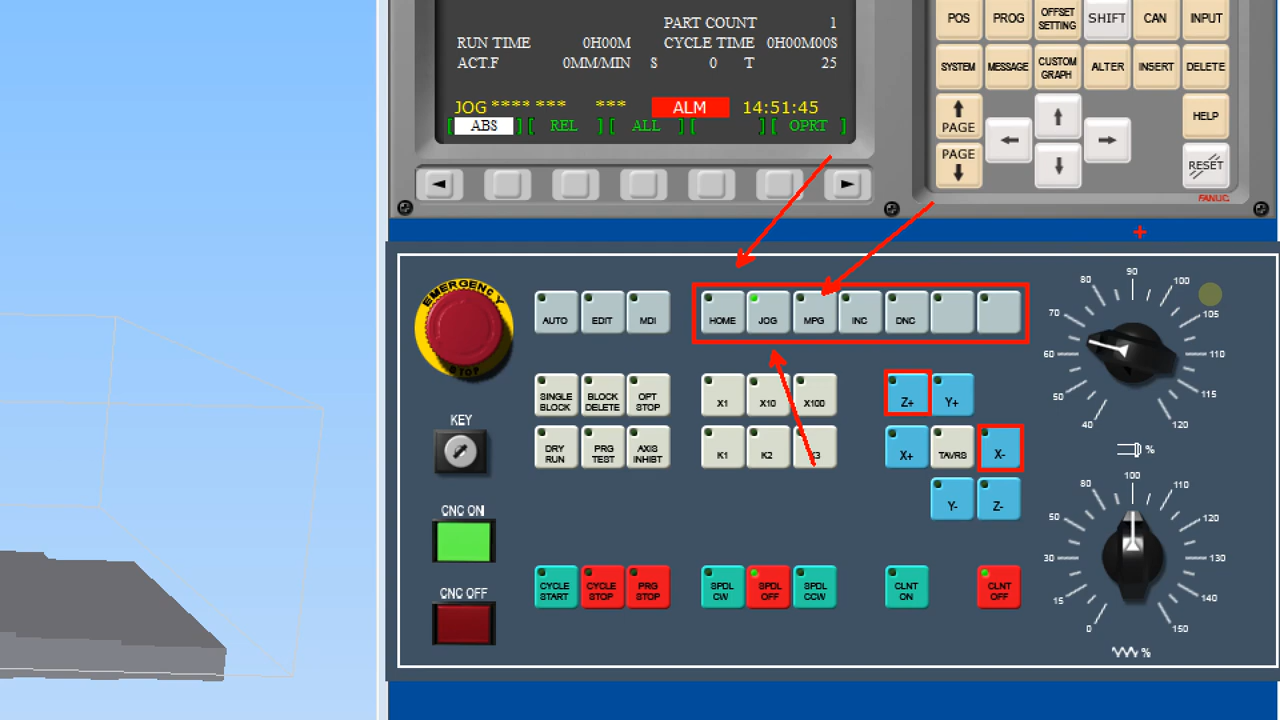 PART COUNT 1
RUN TIME 0H00M CYCLE TIME 0H00M00S
ACT.F 0MM/MIN S 0 T 25
JOG **** *** *** ALM 14:51:45
[ ABS ] [ REL ] [ ALL ] [ ] [ OPRT ]
POS PROG OFFSET SETTING SHIFT CAN INPUT
SYSTEM MESSAGE CUSTOM GRAPH ALTER INSERT DELETE
PAGE HELP
PAGE RESET
FANUC
EMERGENCY STOP
AUTO EDIT MDI HOME JOG MPG INC DNC
SINGLE BLOCK BLOCK DELETE OPT STOP X1 X10 X100 Z+ Y+
KEY
DRY RUN PRG TEST AXIS INHIBT K1 K2 K3 X+ TAVRS X-
Y- Z-
CNC ON
CNC OFF
CYCLE START CYCLE STOP PRG STOP SPDL CW SPDL OFF SPDL CCW CLNT ON CLNT OFF
40 50 60 70 80 90 100 105 110 115 120
%
0 15 30 50 80 100 110 120 130 140 150
%